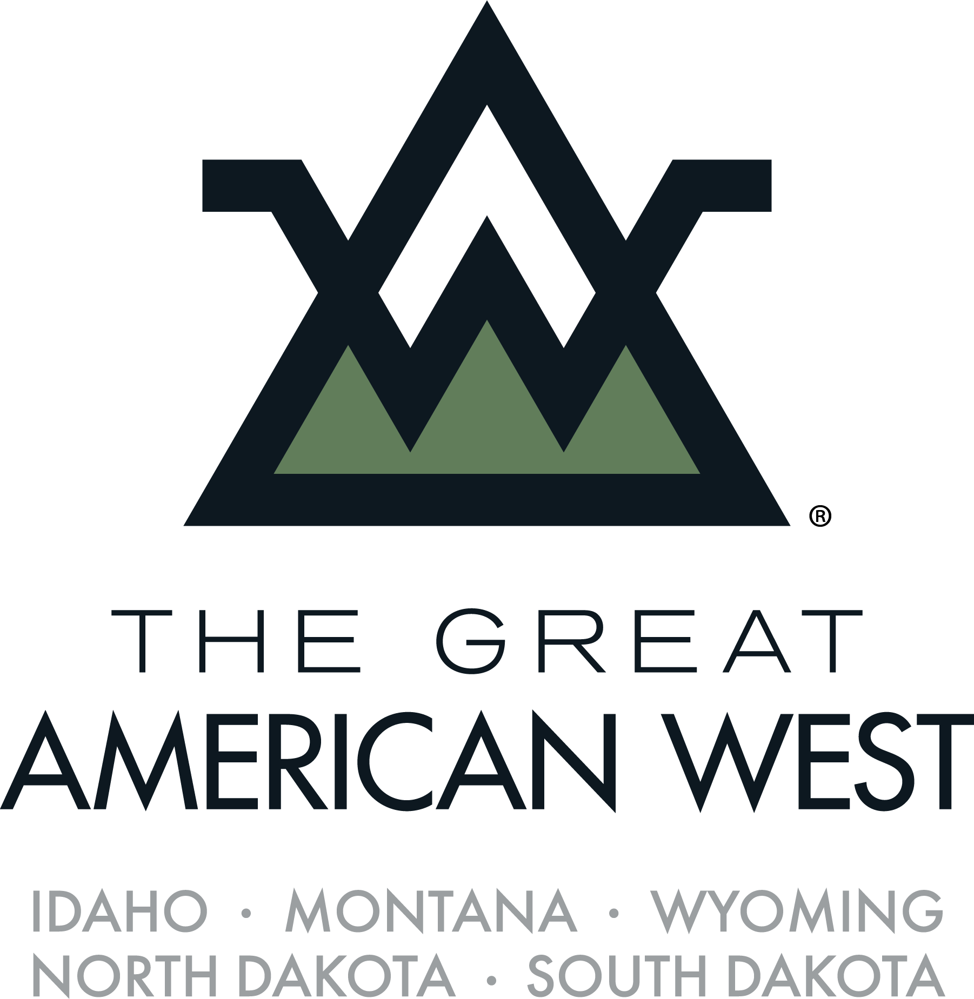 ®
THE GREAT
AMERICAN WEST
IDAHO • MONTANA • WYOMING
NORTH DAKOTA • SOUTH DAKOTA